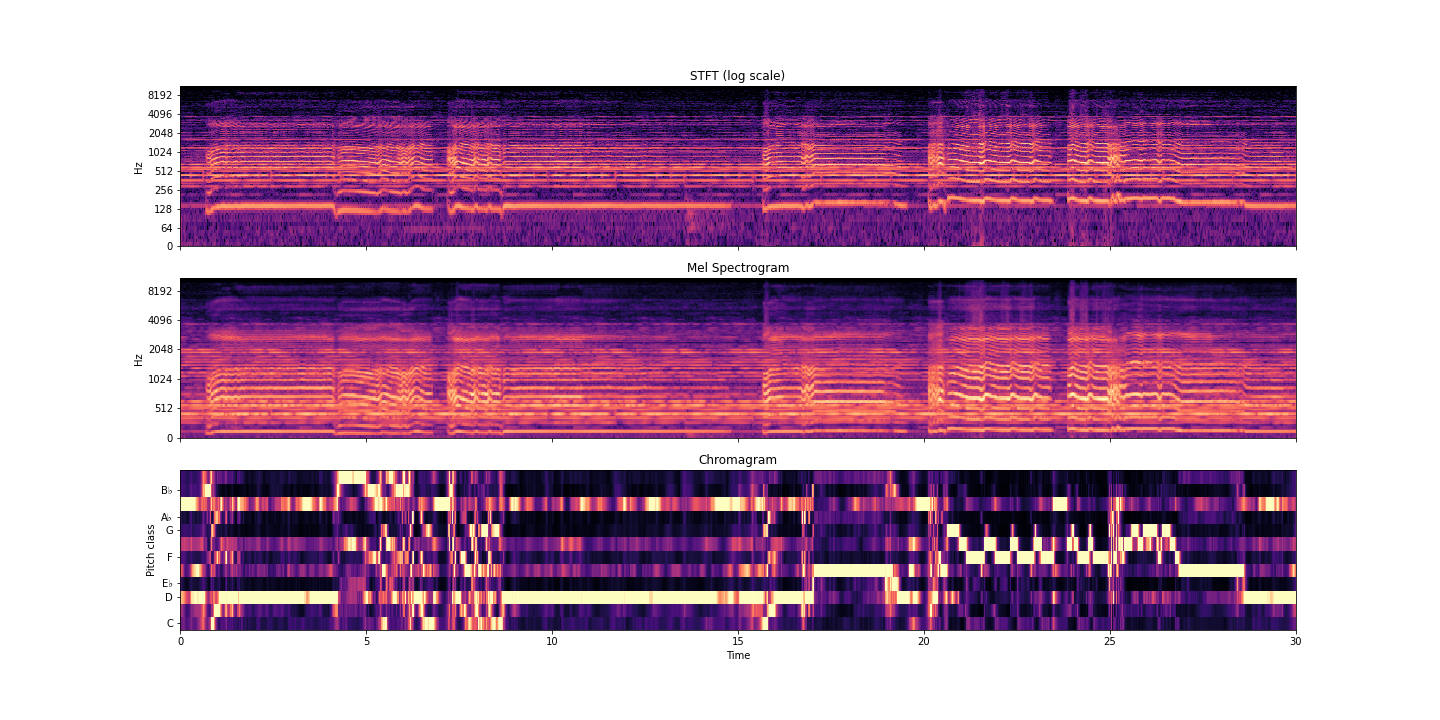 STFT (log scale)
8192
4096
2048
1024
512
256
128
64
0
Hz
Mel Spectrogram
8192
4096
2048
1024
512
0
Hz
Chromagram
B♭
A♭
G
F
E♭
D
C
Pitch class
0 5 10 15 20 25 30
Time